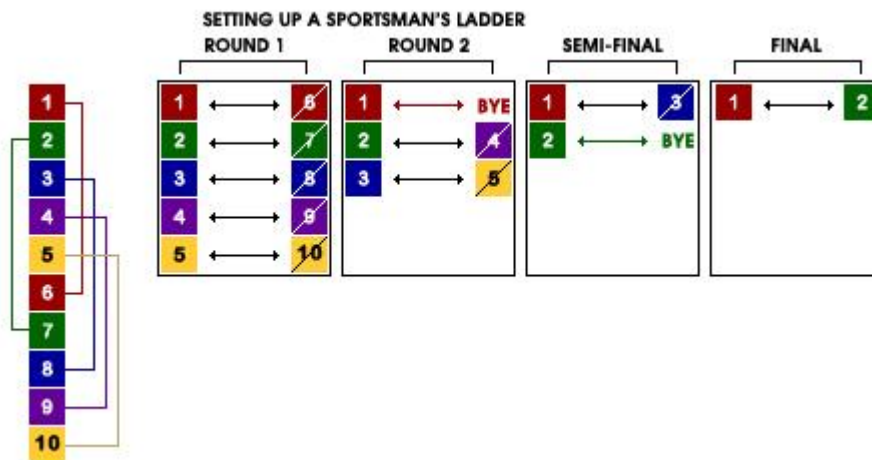 SETTING UP A SPORTSMAN'S LADDER
ROUND 1 ROUND 2 SEMI-FINAL FINAL
1 1 6 1 BYE 1 3 1 2
2 2 7 2 4 2 BYE
3 3 8 3 5
4 4 9
5 5 10
6
7
8
9
10